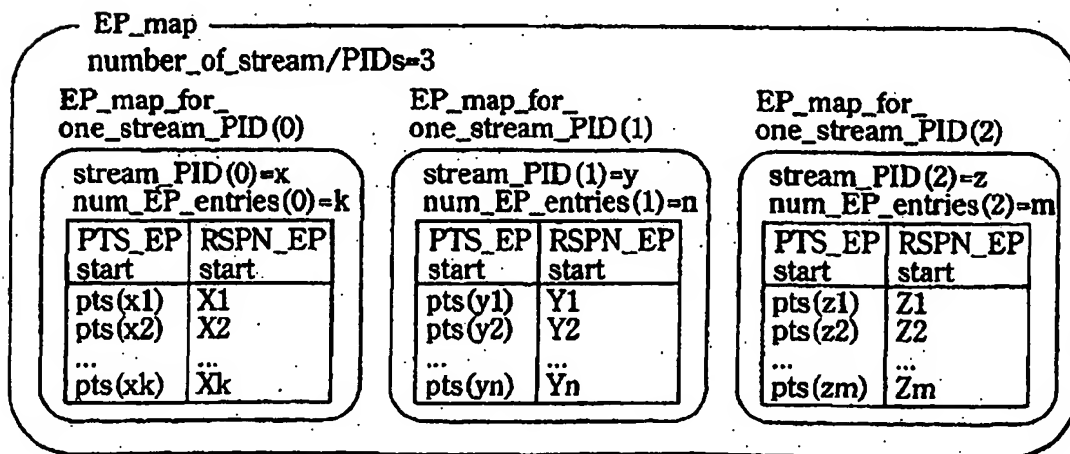 EP_map
number_of_stream/PIDs=3
EP_map_for_
one_stream_PID(0)
stream_PID(0)=x
num_EP_entries(0)=k
PTS_EP RSPN_EP
start start
pts(x1) X1
pts(x2) X2
... ...
pts(xk) Xk
EP_map_for_
one_stream_PID(1)
stream_PID(1)=y
num_EP_entries(1)=n
PTS_EP RSPN_EP
start start
pts(y1) Y1
pts(y2) Y2
... ...
pts(yn) Yn
EP_map_for_
one_stream_PID(2)
stream_PID(2)=z
num_EP_entries(2)=m
PTS_EP RSPN_EP
start start
pts(z1) Z1
pts(z2) Z2
... ...
pts(zm) Zm